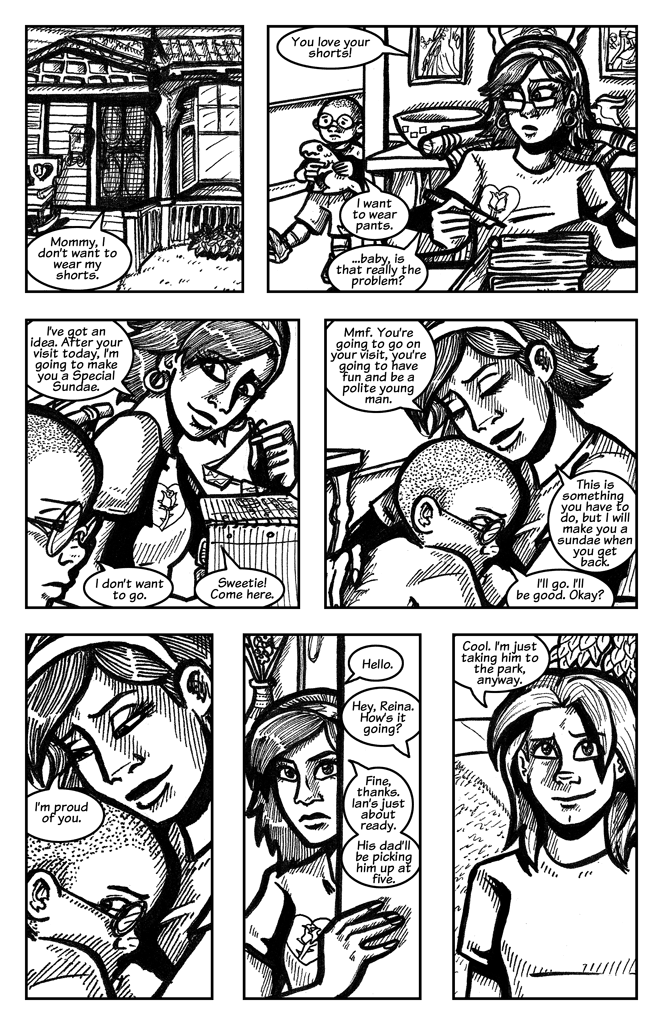 Mommy, I
don't want to
wear my
shorts.
You love your
shorts!
I want
to wear
pants.
...baby, is
that really the
problem?
I've got an
idea. After your
visit today, I'm
going to make
you a Special
Sundae.
I don't want
to go.
Sweetie!
Come here.
Mmf. You're
going to go on
your visit, you're
going to have
fun and be a
polite young
man.
This is
something
you have to
do, but I will
make you a
sundae when
you get
back.
I'll go. I'll
be good. Okay?
I'm proud
of you.
Hello.
Hey, Reina.
How's it
going?
Fine,
thanks.
Ian's just
about
ready.
His dad'll
be picking
him up at
five.
Cool. I'm just
taking him to
the park,
anyway.